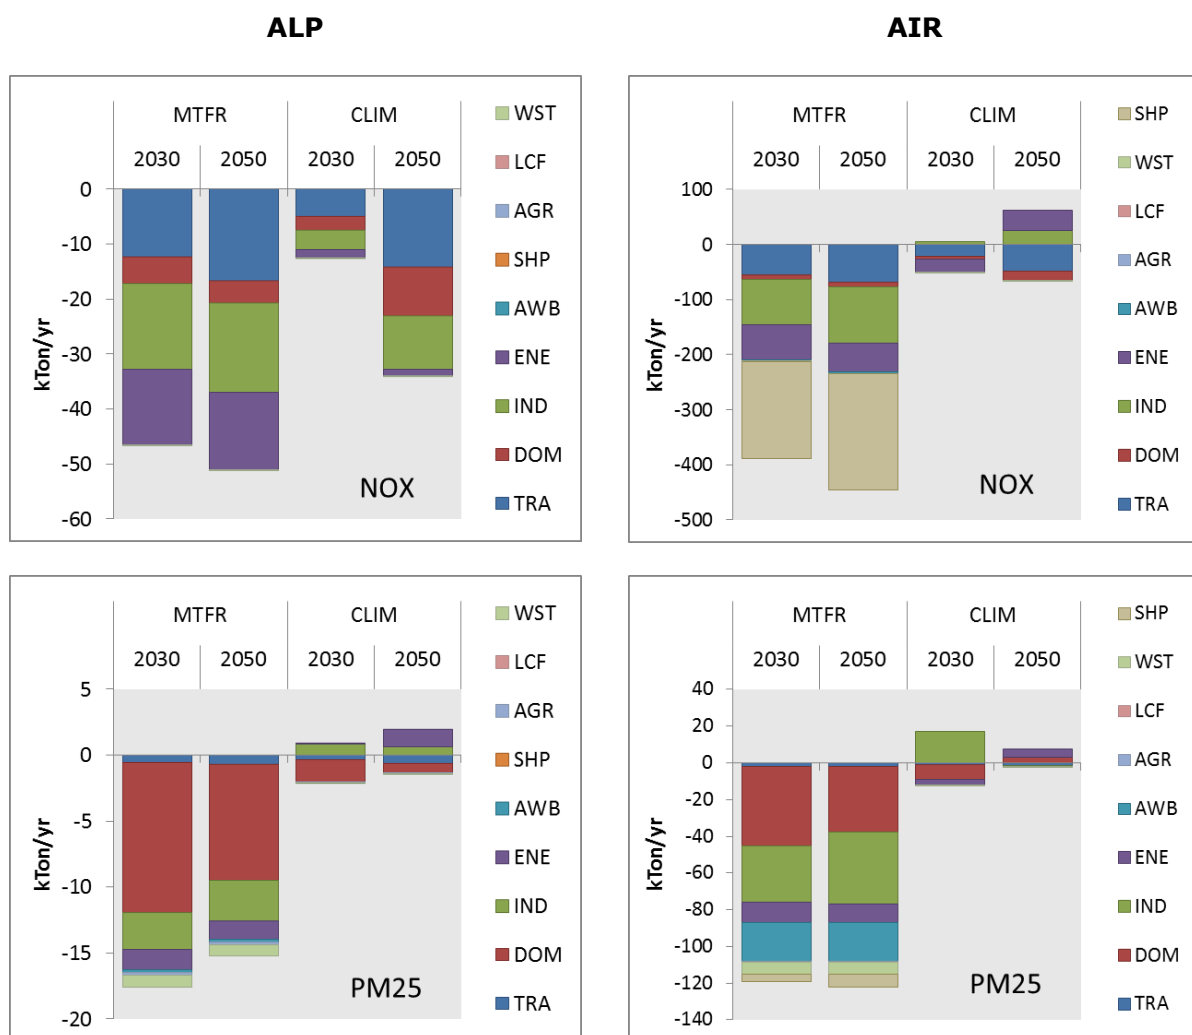 ALP
AIR
MTFR CLIM
2030 2050 2030 2050
0
-10
-20
-30
-40
-50
-60
kTon/yr
NOX
WST
LCF
AGR
SHP
AWB
ENE
IND
DOM
TRA
MTFR CLIM
2030 2050 2030 2050
100
0
-100
-200
-300
-400
-500
kTon/yr
NOX
SHP
WST
LCF
AGR
AWB
ENE
IND
DOM
TRA
MTFR CLIM
2030 2050 2030 2050
5
0
-5
-10
-15
-20
kTon/yr
PM25
WST
LCF
AGR
SHP
AWB
ENE
IND
DOM
TRA
MTFR CLIM
2030 2050 2030 2050
40
20
0
-20
-40
-60
-80
-100
-120
-140
kTon/yr
PM25
SHP
WST
LCF
AGR
AWB
ENE
IND
DOM
TRA